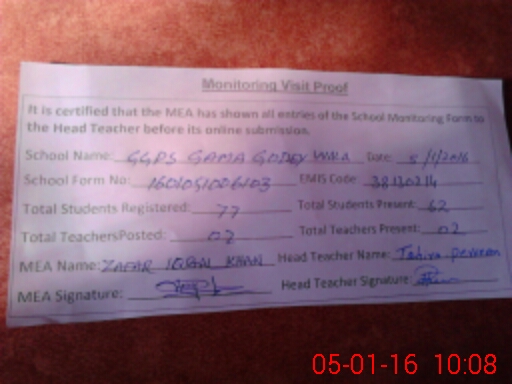 Monitoring Visit Proof
It is certified that the MEA has shown all entries of the School Monitoring Form to
the Head Teacher before its online submission.
School Name: GGPS GAMA GODEY WALA Date: 5/1/2016
School Form No: 1601051006103 EMIS Code: 38130214
Total Students Registered: 77 Total Students Present: 62
Total TeachersPosted: 02 Total Teachers Present: 02
MEA Name: ZAFAR IQBAL KHAN Head Teacher Name: Tahira perveen
MEA Signature: Head Teacher Signature:
05-01-16 10:08